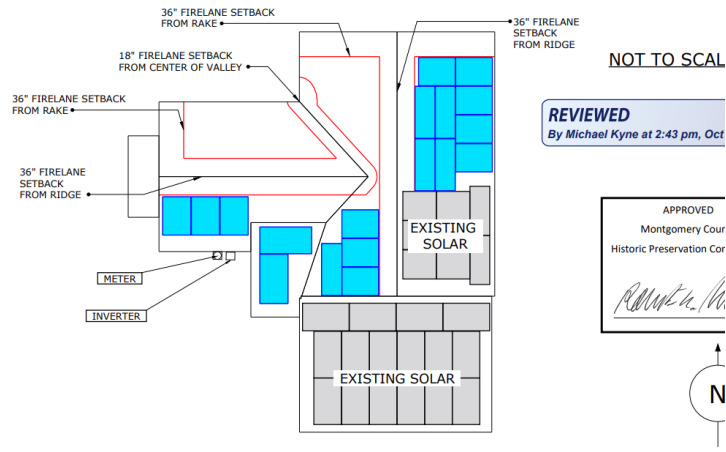 36" FIRELANE SETBACK
FROM RAKE
18" FIRELANE SETBACK
FROM CENTER OF VALLEY
36" FIRELANE SETBACK
FROM RAKE
36" FIRELANE
SETBACK
FROM RIDGE
36" FIRELANE
SETBACK
FROM RIDGE
METER
INVERTER
EXISTING
SOLAR
EXISTING SOLAR
NOT TO SCAL
REVIEWED
By Michael Kyne at 2:43 pm, Oct
APPROVED
Montgomery Coun
Historic Preservation Con
N